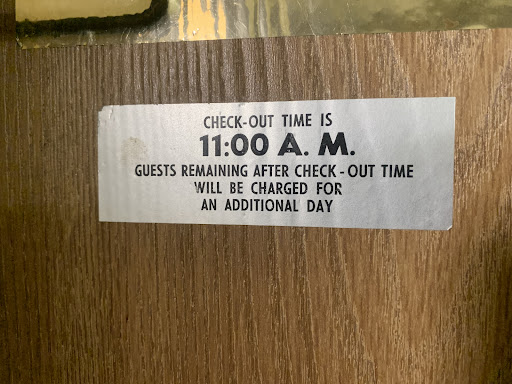 CHECK-OUT TIME IS
11:00 A. M.
GUESTS REMAINING AFTER CHECK-OUT TIME
WILL BE CHARGED FOR
AN ADDITIONAL DAY